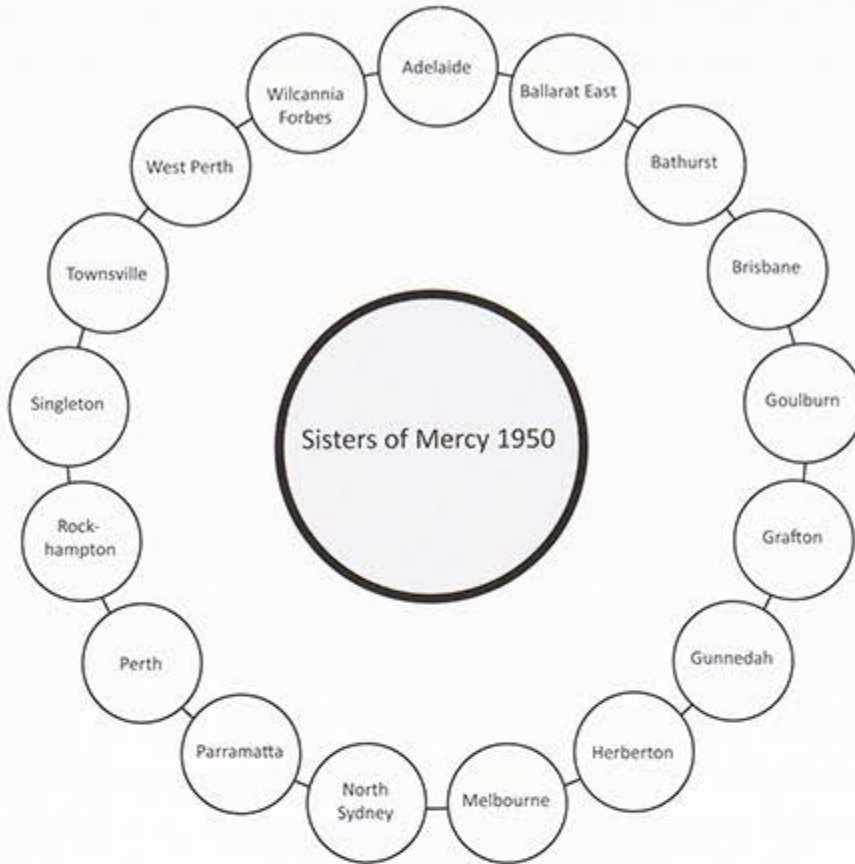 Adelaide
Ballarat East
Bathurst
Brisbane
Goulburn
Grafton
Gunnedah
Herberton
Melbourne
North
Sydney
Parramatta
Perth
Rock-
hampton
Singleton
Townsville
West Perth
Wilcannia
Forbes
Sisters of Mercy 1950